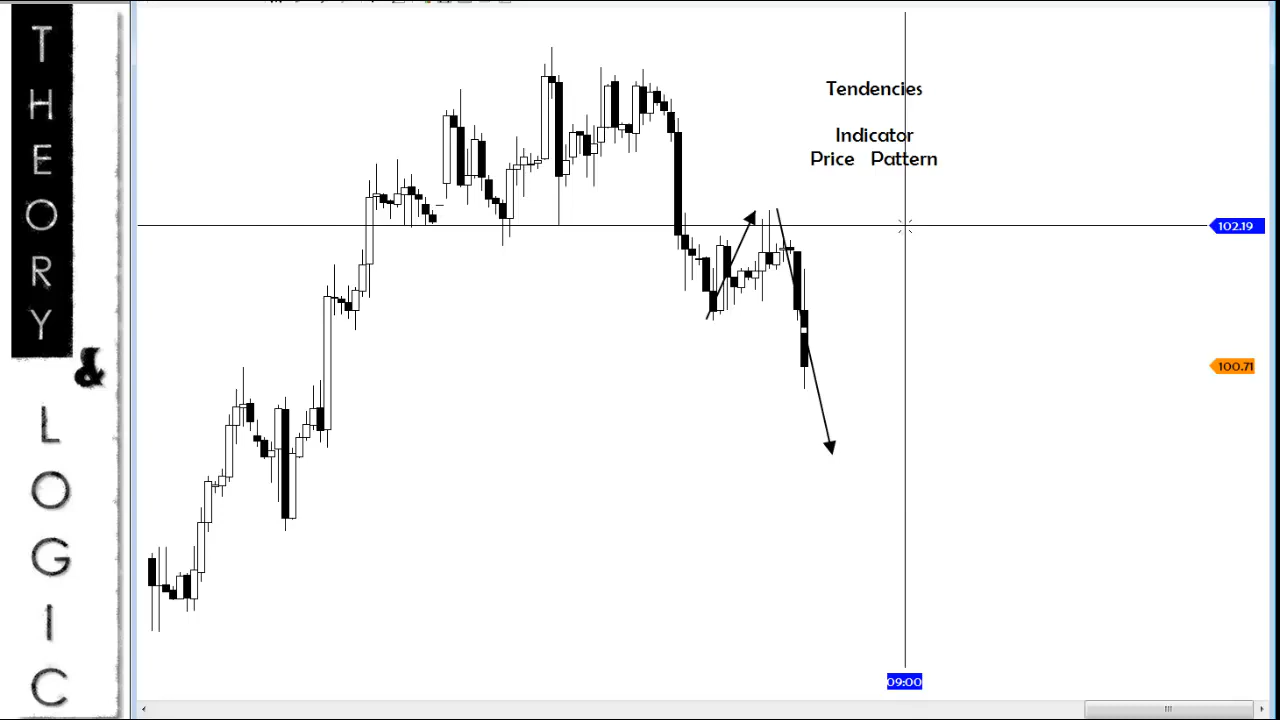 THEORY
&
LOGIC
Tendencies
Indicator
Price Pattern
102.19
100.71
09:00